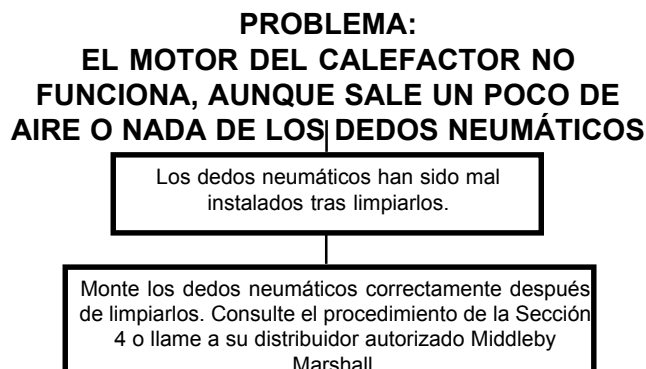 PROBLEMA:
EL MOTOR DEL CALEFACTOR NO
FUNCIONA, AUNQUE SALE UN POCO DE
AIRE O NADA DE LOS DEDOS NEUMÁTICOS
Los dedos neumáticos han sido mal
instalados tras limpiarlos.
Monte los dedos neumáticos correctamente después
de limpiarlos. Consulte el procedimiento de la Sección
4 o llame a su distribuidor autorizado Middleby
Marshall